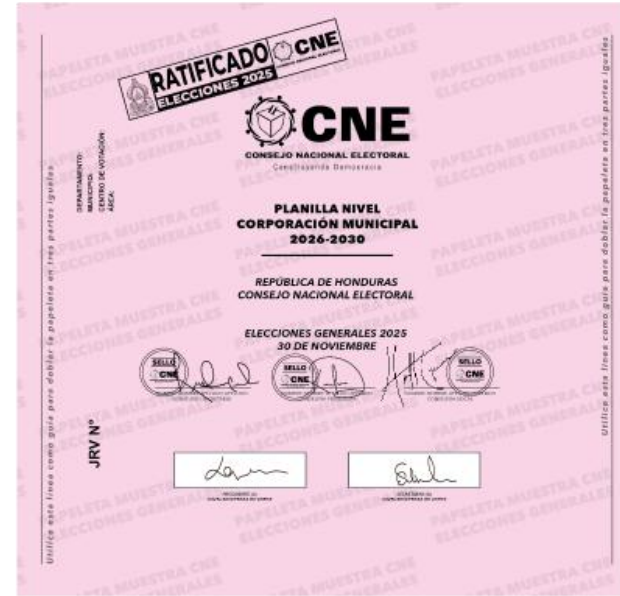 RATIFICADO
ELECCIONES 2025
CNE
CNE
CONSEJO NACIONAL ELECTORAL
Construyendo Democracia
PLANILLA NIVEL
CORPORACIÓN MUNICIPAL
2026-2030
REPÚBLICA DE HONDURAS
CONSEJO NACIONAL ELECTORAL
ELECCIONES GENERALES 2025
30 DE NOVIEMBRE
SELLO
CNE
SELLO
CNE
SELLO
CNE
DEPARTAMENTO:
MUNICIPIO:
CENTRO DE VOTACIÓN:
ÁREA:
JRV Nº
Utilice esta línea como guía para doblar la papeleta en tres partes iguales
Utilice esta línea como guía para doblar la papeleta en tres partes iguales
PAPELETA MUESTRA CNE
ELECCIONES GENERALES